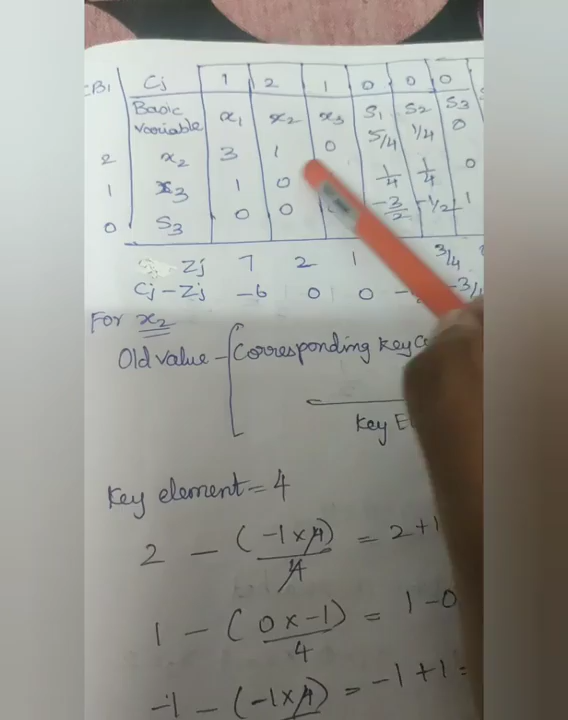 CB1 Cj 1 2 1 0 0 0
Basic variable x1 x2 x3 S1 S2 S3
2 x2 3 1 0 5/4 1/4 0
1 x3 1 0 1/4 1/4 0
0 S3 0 0 -3/2 -1/2 1
Zj 7 2 1 3/4
Cj-Zj -6 0 0
For x2
Old value - (Corresponding key
Key
Key element = 4
2 - (-1x4)/4 = 2+1
1 - (0x-1)/4 = 1-0
-1 - (-1x4) = -1+1 =